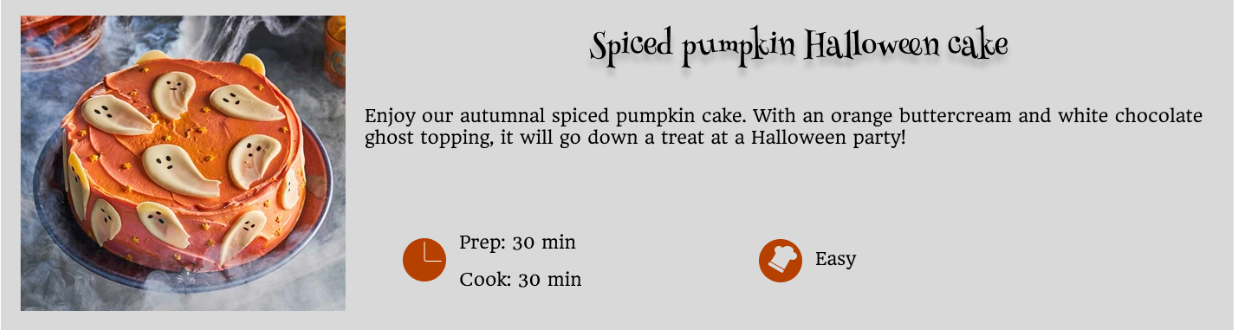 Spiced pumpkin Halloween cake
Enjoy our autumnal spiced pumpkin cake. With an orange buttercream and white chocolate
ghost topping, it will go down a treat at a Halloween party!
Prep: 30 min
Cook: 30 min
Easy